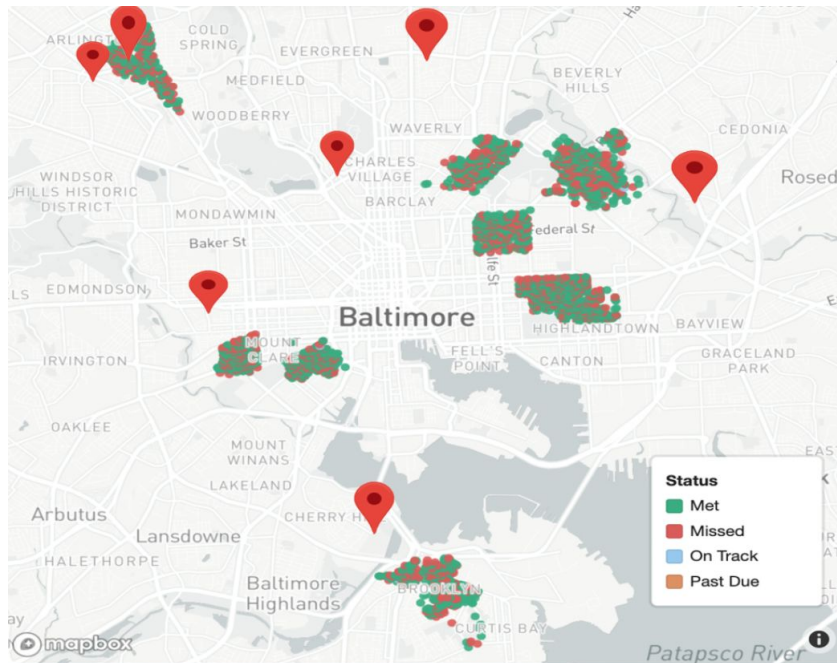 ARLING
COLD
SPRING
EVERGREEN
MEDFIELD
BEVERLY
HILLS
WOODBERRY
WAVERLY
CEDONIA
CHARLES
VILLAGE
WINDSOR
HILLS HISTORIC
DISTRICT
Rosed
BARCLAY
MONDAWMIN
Baker St
Federal St
ife St
EDMONDSON
Baltimore
HIGHLANDTOWN
BAYVIEW
MOUNT
CLARE
FELL'S
POINT
CANTON
GRACELAND
PARK
IRVINGTON
OAKLEE
MOUNT
WINANS
LAKELAND
Arbutus
CHERRY H
Lansdowne
HALETHORPE
Baltimore
Highlands
BROOKLYN
CURTIS BAY
Status
Met
Missed
On Track
Past Due
mapbox
i
Patapsco River